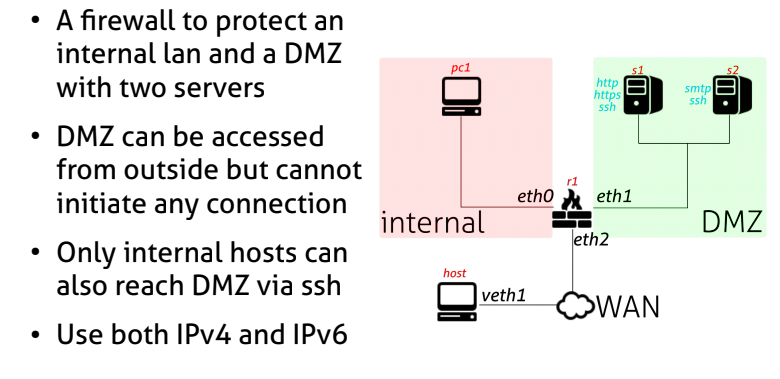 • A firewall to protect an
internal lan and a DMZ
with two servers
• DMZ can be accessed
from outside but cannot
initiate any connection
• Only internal hosts can
also reach DMZ via ssh
• Use both IPv4 and IPv6
pc1
s1
s2
http
https
ssh
smtp
ssh
r1
eth0
eth1
internal
DMZ
eth2
host
veth1
WAN